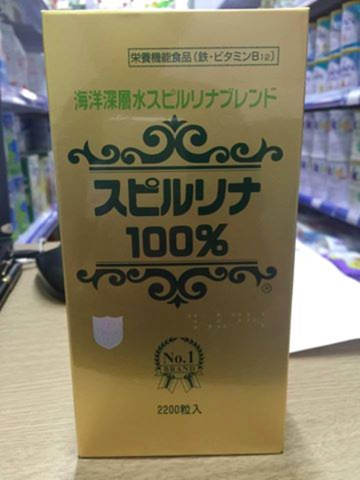 栄養機能食品（鉄・ビタミンB12）
海洋深層水スピルリナブレンド
スピルリナ
100%
®
No.1
BRAND
2200粒入